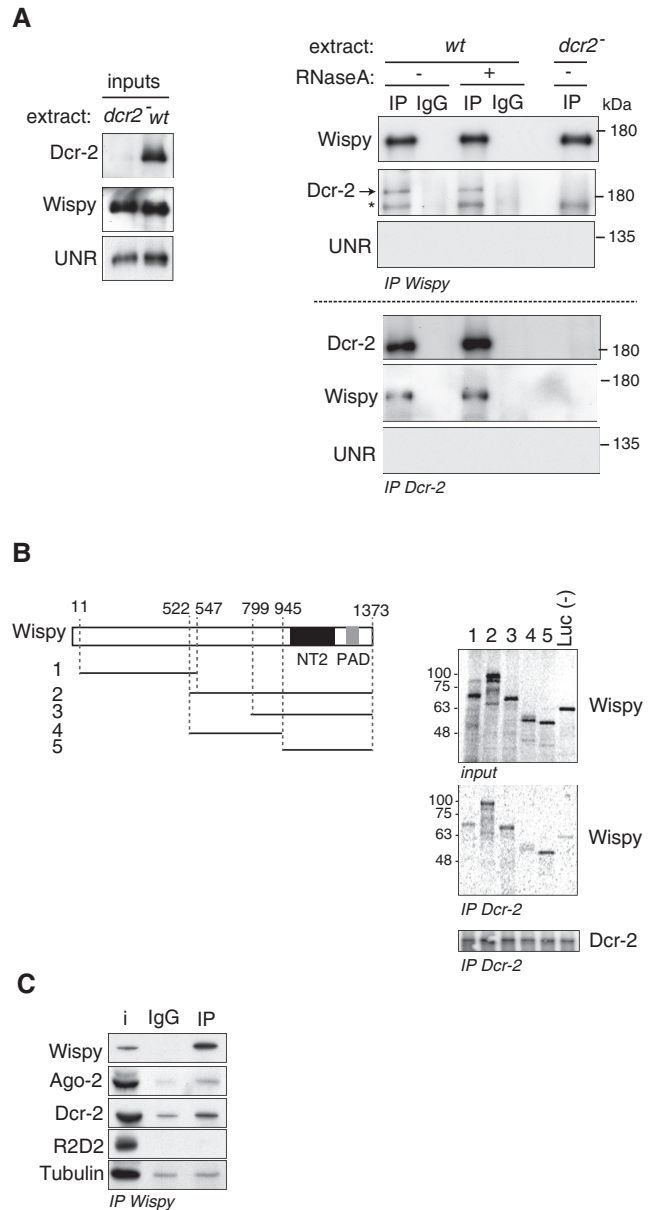 A
inputs
extract: dcr2⁻ wt
Dcr-2
Wispy
UNR
extract: wt dcr2⁻
RNaseA: - + -
IP IgG IP IgG IP kDa
Wispy – 180
Dcr-2
* – 180
UNR – 135
IP Wispy
Dcr-2 – 180
Wispy – 180
UNR – 135
IP Dcr-2
B
11 522 547 799 945 1373
Wispy
NT2 PAD
1
2
3
4
5
1 2 3 4 5 Luc (-)
100 -
75 -
63 -
48 -
Wispy
input
100 -
75 -
63 -
48 -
Wispy
IP Dcr-2
Dcr-2
IP Dcr-2
C
i IgG IP
Wispy
Ago-2
Dcr-2
R2D2
Tubulin
IP Wispy